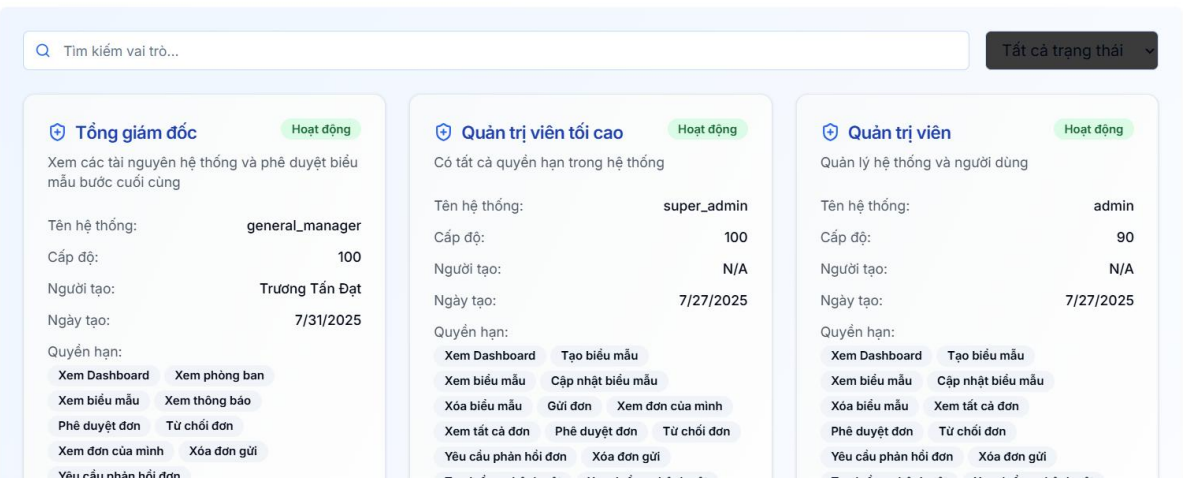 Tìm kiếm vai trò...
Tất cả trạng thái
Tổng giám đốc
Hoạt động
Xem các tài nguyên hệ thống và phê duyệt biểu
mẫu bước cuối cùng
Tên hệ thống: general_manager
Cấp độ: 100
Người tạo: Trương Tấn Đạt
Ngày tạo: 7/31/2025
Quyền hạn:
Xem Dashboard Xem phòng ban
Xem biểu mẫu Xem thông báo
Phê duyệt đơn Từ chối đơn
Xem đơn của mình Xóa đơn gửi
Yêu cầu phản hồi đơn
Quản trị viên tối cao
Hoạt động
Có tất cả quyền hạn trong hệ thống
Tên hệ thống: super_admin
Cấp độ: 100
Người tạo: N/A
Ngày tạo: 7/27/2025
Quyền hạn:
Xem Dashboard Tạo biểu mẫu
Xem biểu mẫu Cập nhật biểu mẫu
Xóa biểu mẫu Gửi đơn Xem đơn của mình
Xem tất cả đơn Phê duyệt đơn Từ chối đơn
Yêu cầu phản hồi đơn Xóa đơn gửi
Quản trị viên
Hoạt động
Quản lý hệ thống và người dùng
Tên hệ thống: admin
Cấp độ: 90
Người tạo: N/A
Ngày tạo: 7/27/2025
Quyền hạn:
Xem Dashboard Tạo biểu mẫu
Xem biểu mẫu Cập nhật biểu mẫu
Xóa biểu mẫu Xem tất cả đơn
Phê duyệt đơn Từ chối đơn
Yêu cầu phản hồi đơn Xóa đơn gửi